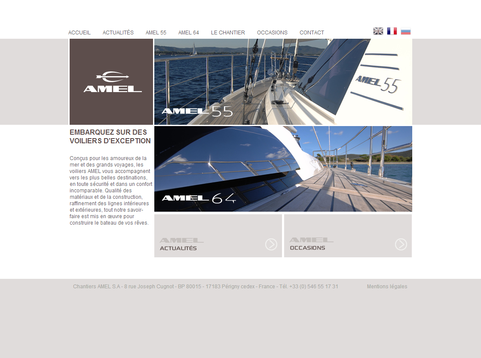 ACCUEIL ACTUALITÉS AMEL 55 AMEL 64 LE CHANTIER OCCASIONS CONTACT
AMEL
AMEL 55
AMEL 55
EMBARQUEZ SUR DES
VOILIERS D'EXCEPTION
Conçus pour les amoureux de la
mer et des grands voyages, les
voiliers AMEL vous accompagnent
vers les plus belles destinations,
en toute sécurité et dans un confort
incomparable. Qualité des
matériaux et de la construction,
raffinement des lignes intérieures
et extérieures, tout notre savoir-
faire est mis en œuvre pour
construire le bateau de vos rêves.
AMEL 64
AMEL
ACTUALITÉS
AMEL
OCCASIONS
Chantiers AMEL S.A - 8 rue Joseph Cugnot - BP 90015 - 17183 Périgny cedex - France - Tél. +33 (0) 546 55 17 31
Mentions légales